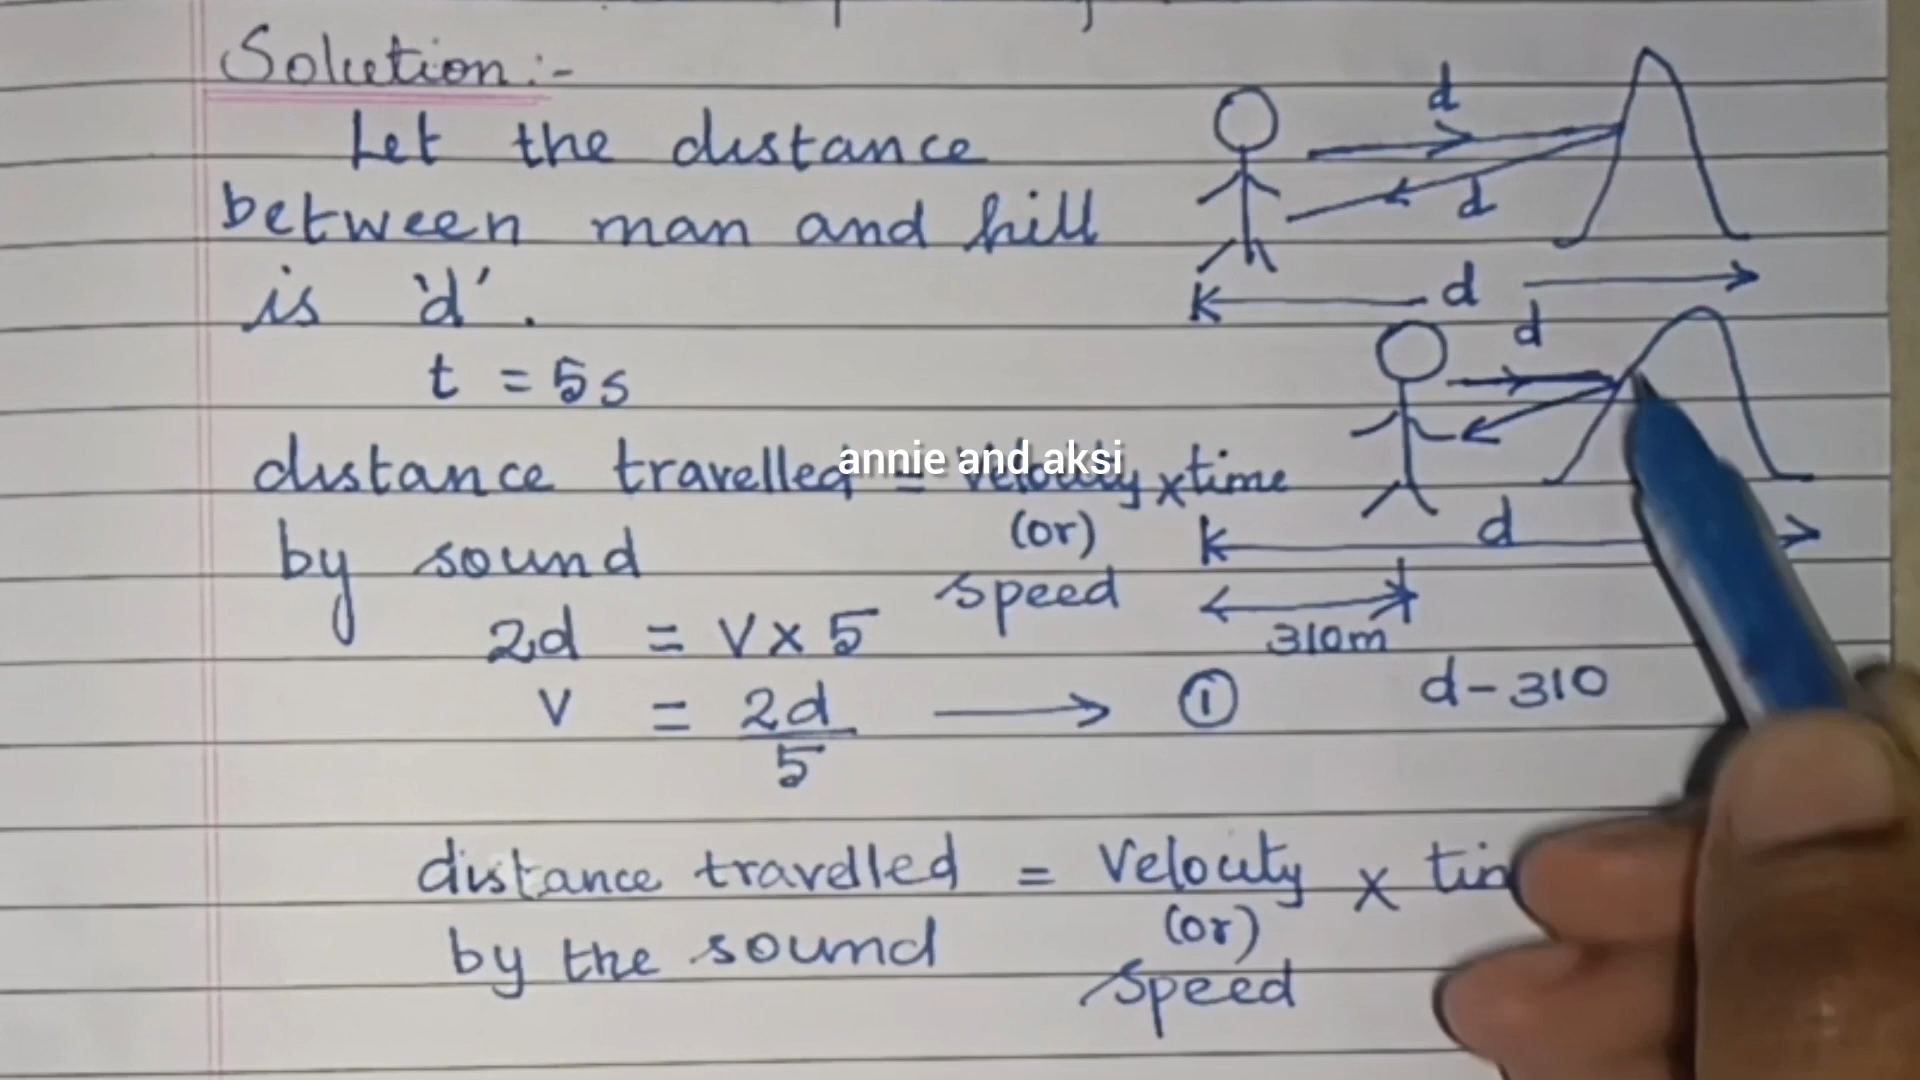 Solution:-
Let the distance
between man and hill
is 'd'.
t = 5s
distance travelled = velocity x time
by sound (or)
speed
2d = V x 5
V = 2d/5 → ①
distance travelled = Velocity x
by the sound (or)
speed
d
d
d
d
d
310m
d-310
annie and aksi